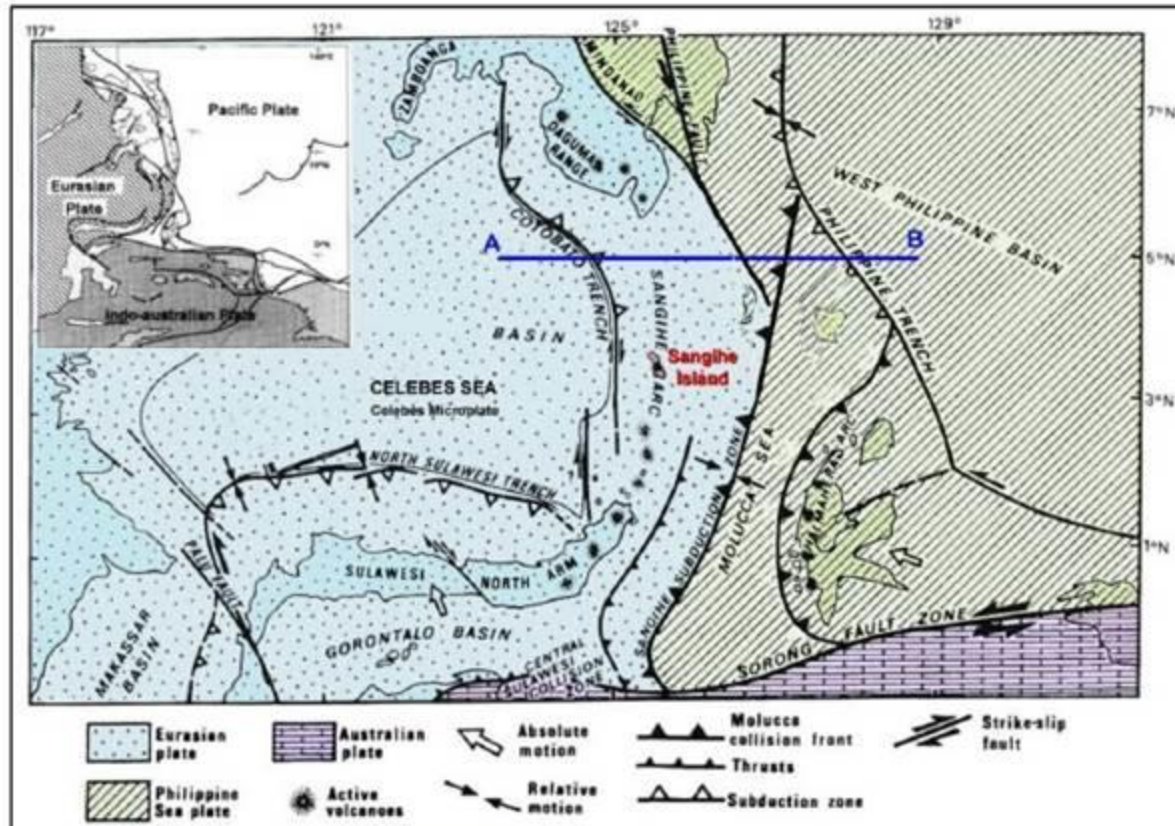 117°
121°
125°
129°
7°N
5°N
3°N
1°N
Pacific Plate
Eurasian
Plate
Indo-australian Plate
ZAMBOANGA
MINDANAO
PHILIPPINE FAULT
DAGUMA
RANGE
COTOBATO TRENCH
WEST PHILIPPINE BASIN
PHILIPPINE TRENCH
A
B
BASIN
SANGIHE ARC
Sangihe
Island
CELEBES SEA
Celebes Microplate
NORTH SULAWESI TRENCH
SANGIHE SUBDUCTION ZONE
MOLUCCA SEA
HALMAHERA ARC
PALU FAULT
SULAWESI
NORTH ARM
MAKASSAR
BASIN
GORONTALO BASIN
CENTRAL
SULAWESI
COLLISION
ZONE
SORONG FAULT ZONE
Eurasian
plate
Australian
plate
Absolute
motion
Molucca
collision front
Strike-slip
fault
Thrusts
Philippine
Sea plate
Active
volcanoes
Relative
motion
Subduction zone